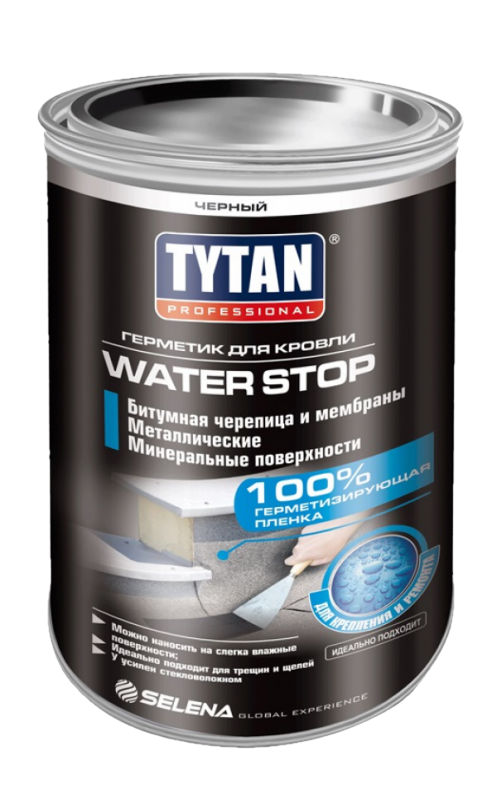 ЧЕРНЫЙ
TYTAN®
PROFESSIONAL
ГЕРМЕТИК ДЛЯ КРОВЛИ
WATER STOP
Битумная черепица и мембраны
Металлические
Минеральные поверхности
100%
ГЕРМЕТИЗИРУЮЩАЯ
ПЛЕНКА
ДЛЯ КРЕПЛЕНИЯ И РЕМОНТА
ИДЕАЛЬНО ПОДХОДИТ
Можно наносить на слегка влажные
поверхности;
Идеально подходит для трещин и щелей
У усилен стекловолокном
SELENA
GLOBAL EXPERIENCE